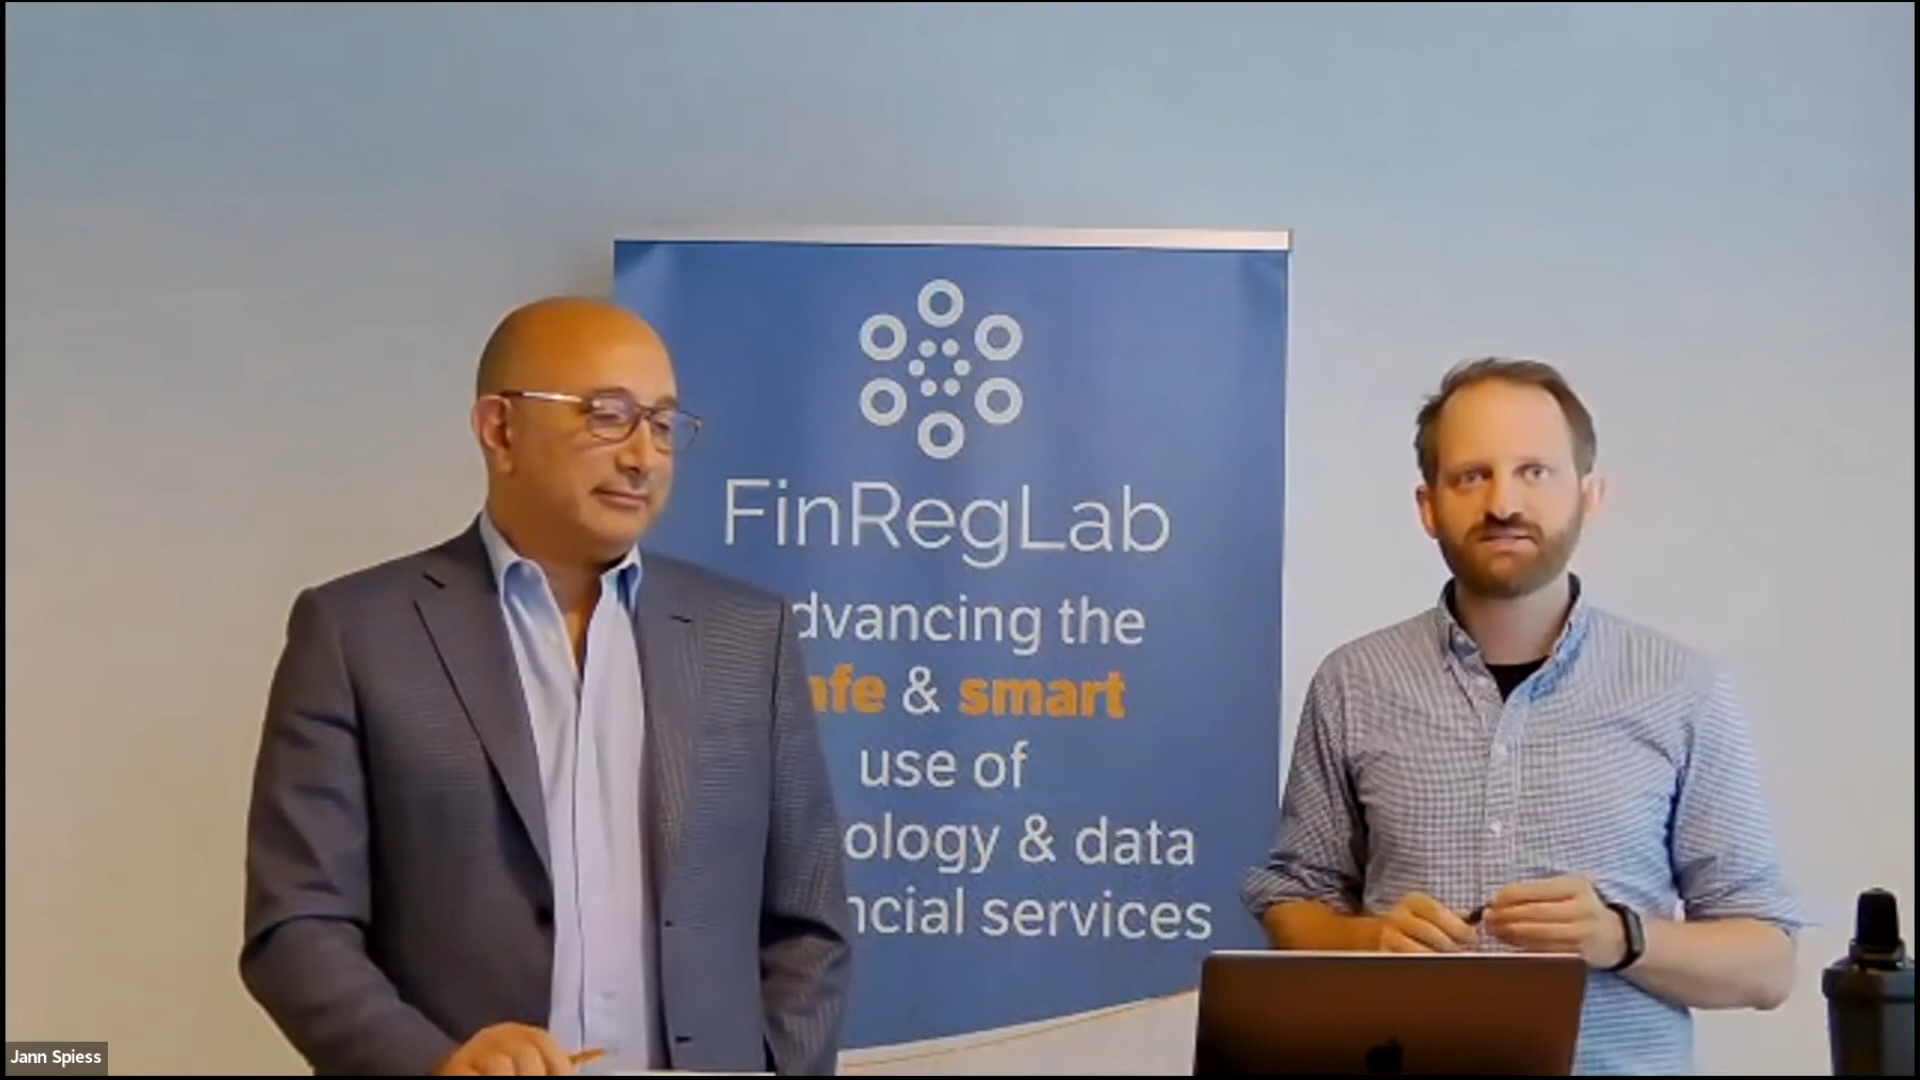 FinRegLab
dvancing the
afe & smart
use of
ology & data
ncial services
Jann Spiess